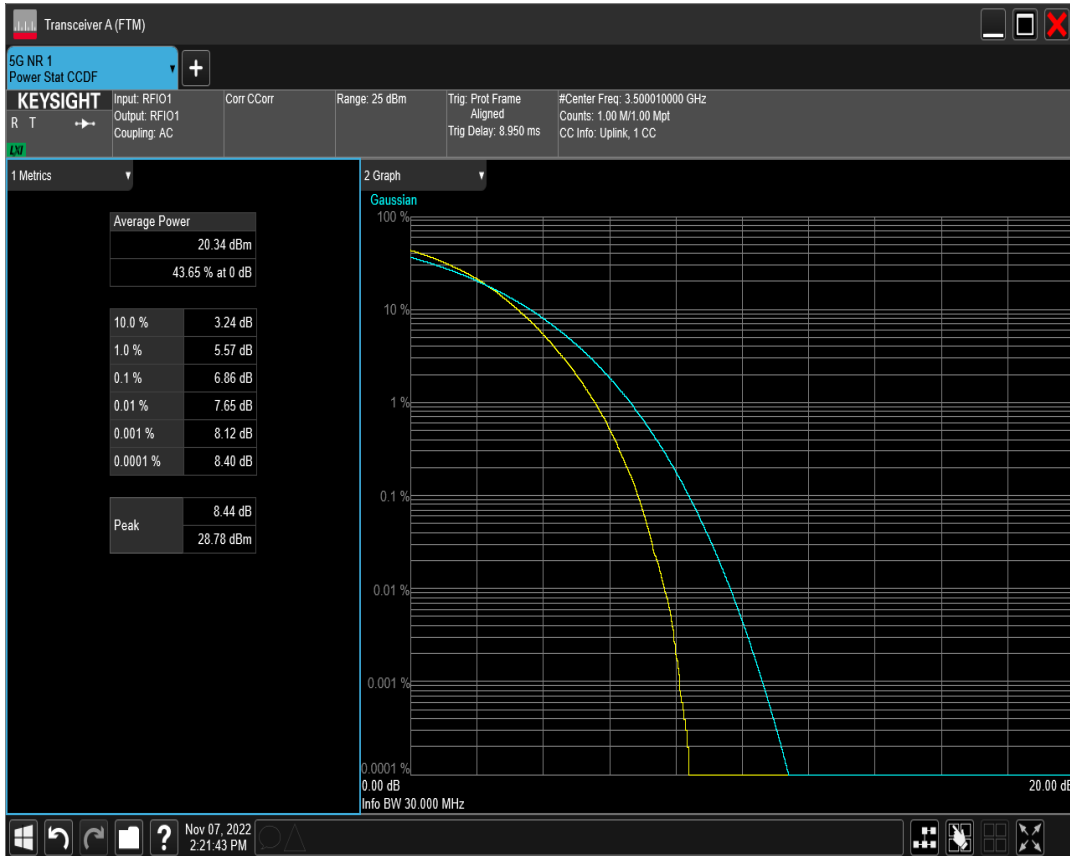 Transceiver A (FTM)
5G NR 1
Power Stat CCDF
KEYSIGHT
R T
LXI
Input: RFIO1
Output: RFIO1
Coupling: AC
Corr CCorr
Range: 25 dBm
Trig: Prot Frame
Aligned
Trig Delay: 8.950 ms
#Center Freq: 3.500010000 GHz
Counts: 1.00 M/1.00 Mpt
CC Info: Uplink, 1 CC
1 Metrics
Average Power
20.34 dBm
43.65 % at 0 dB
10.0 % 3.24 dB
1.0 % 5.57 dB
0.1 % 6.86 dB
0.01 % 7.65 dB
0.001 % 8.12 dB
0.0001 % 8.40 dB
Peak
8.44 dB
28.78 dBm
2 Graph
Gaussian
100 %
10 %
1 %
0.1 %
0.01 %
0.001 %
0.0001 %
0.00 dB 20.00 dB
Info BW 30.000 MHz
?
Nov 07, 2022
2:21:43 PM